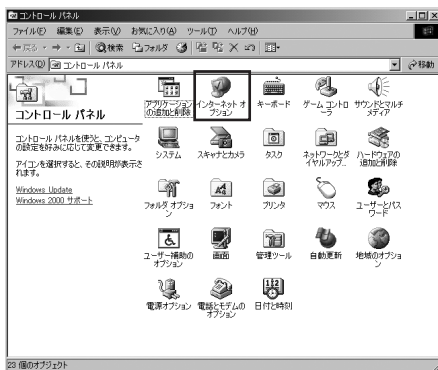 コントロール パネル
ファイル(F) 編集(E) 表示(V) お気に入り(A) ツール(T) ヘルプ(H)
戻る 検索 フォルダ
アドレス(D) コントロール パネル 移動
コントロール パネル
コントロール パネルを使うと、コンピュータ
の設定を好みに応じて変更できます。
アイコンを選択すると、その説明が表示さ
れます。
Windows Update
Windows 2000 サポート
アプリケーション
の追加と削除
インターネット オ
プション
キーボード
ゲーム コントロ
ーラ
サウンドとマルチ
メディア
システム
スキャナとカメラ
タスク
ネットワークとダ
イヤルアップ...
ハードウェアの
追加と削除
フォルダ オプショ
ン
フォント
プリンタ
マウス
ユーザーとパス
ワード
ユーザー補助の
オプション
画面
管理ツール
自動更新
地域のオプショ
ン
電源オプション
電話とモデムの
オプション
日付と時刻
23 個のオブジェクト